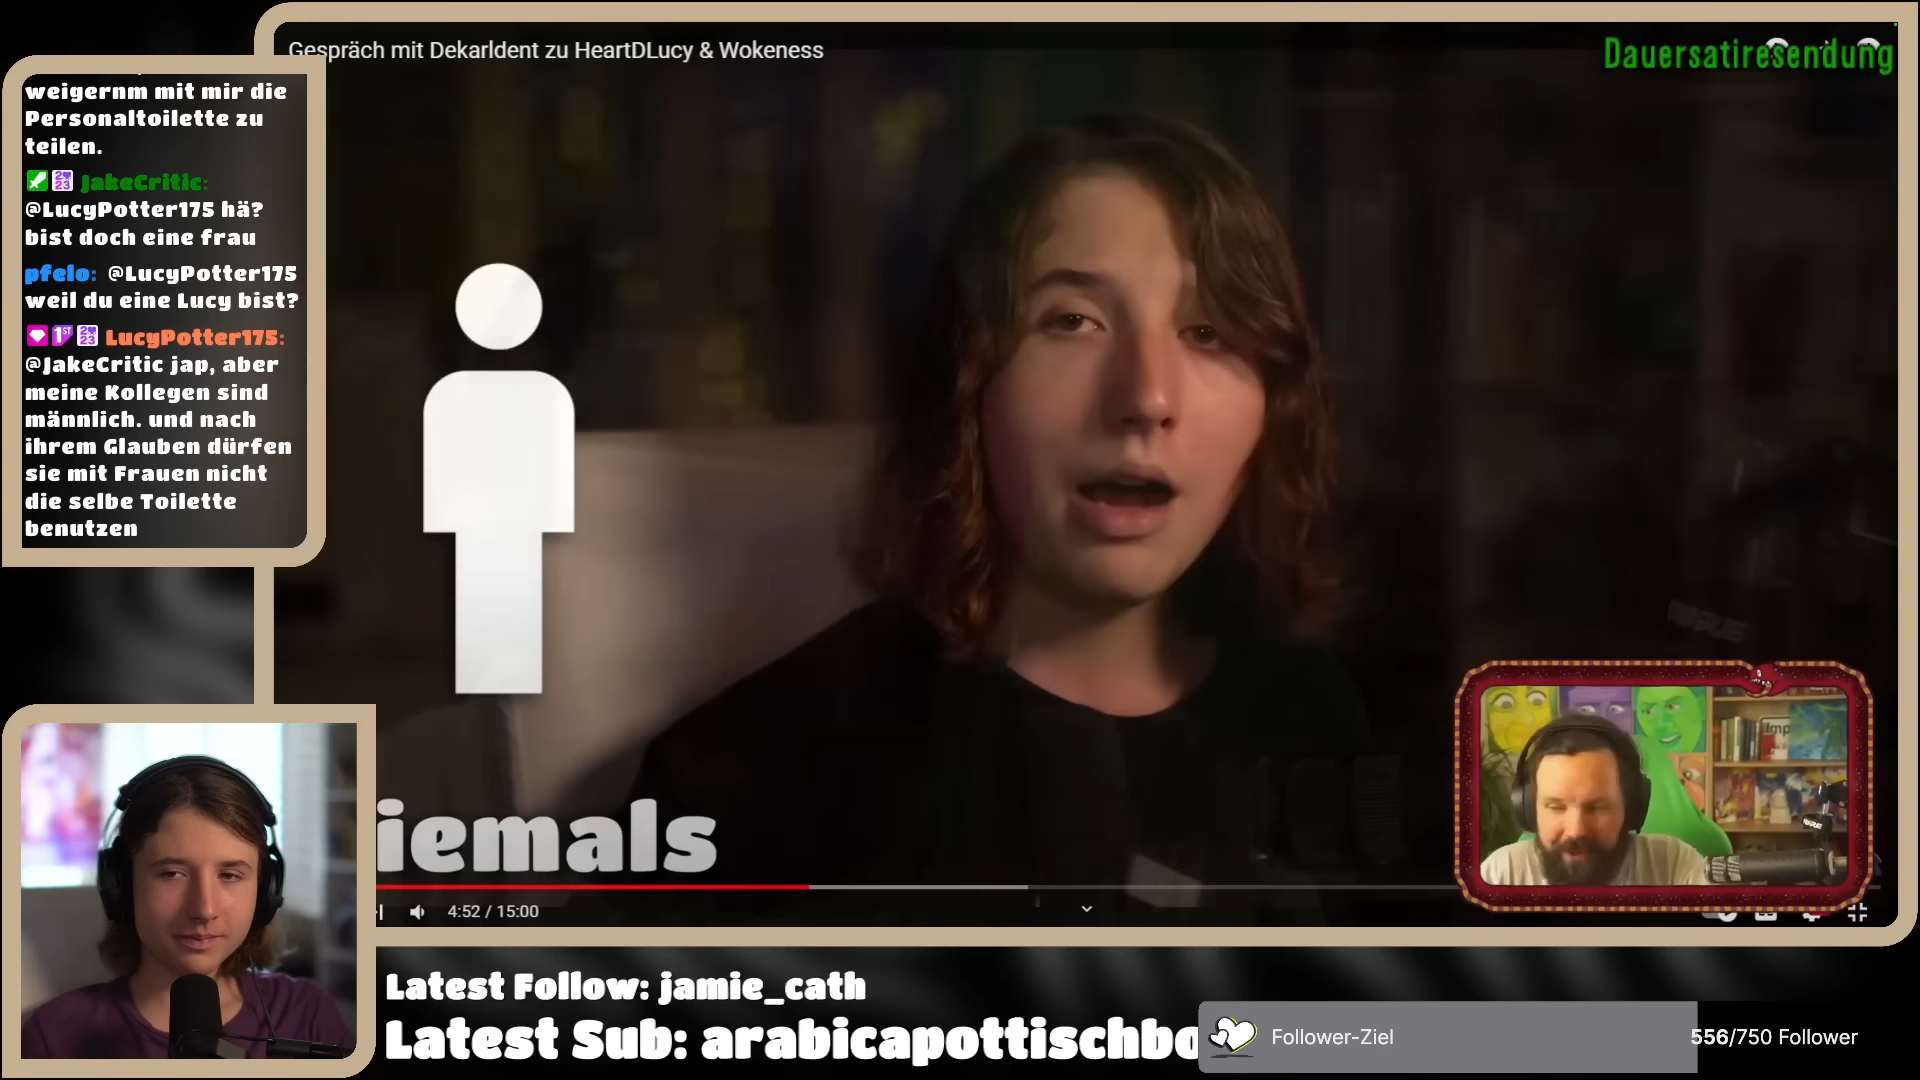 Gespräch mit Dekarldent zu HeartDLucy & Wokeness
Dauersatiresendung
weigernm mit mir die
Personaltoilette zu
teilen.
JakeCritic:
@LucyPotter175 hä?
bist doch eine frau
pfelo: @LucyPotter175
weil du eine Lucy bist?
1ST LucyPotter175:
@JakeCritic jap, aber
meine Kollegen sind
männlich. und nach
ihrem Glauben dürfen
sie mit Frauen nicht
die selbe Toilette
benutzen
iemals
4:52 / 15:00
Latest Follow: jamie_cath
Latest Sub: arabicapottischbo
Follower-Ziel
556/750 Follower